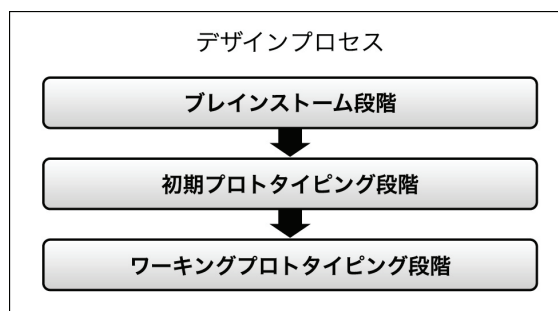 デザインプロセス
ブレインストーム段階
初期プロトタイピング段階
ワーキングプロトタイピング段階